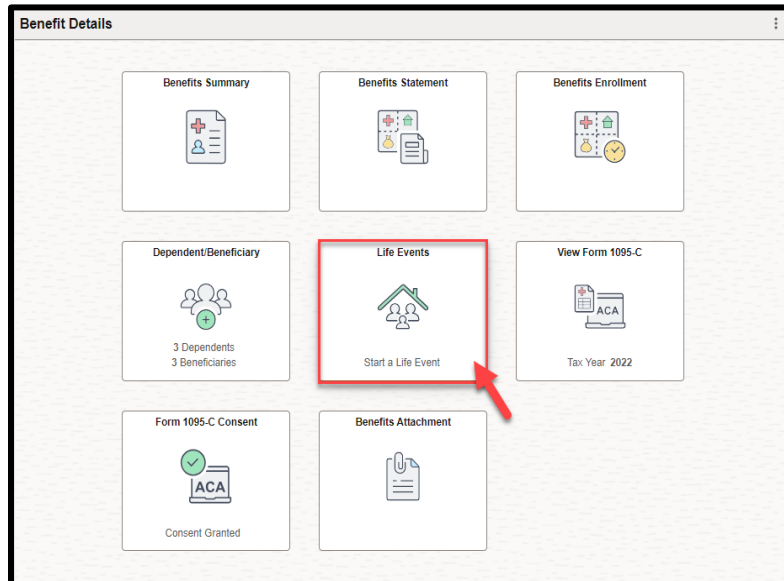 Benefit Details
Benefits Summary
Benefits Statement
Benefits Enrollment
Dependent/Beneficiary
3 Dependents
3 Beneficiaries
Life Events
Start a Life Event
View Form 1095-C
ACA
Tax Year 2022
Form 1095-C Consent
ACA
Consent Granted
Benefits Attachment